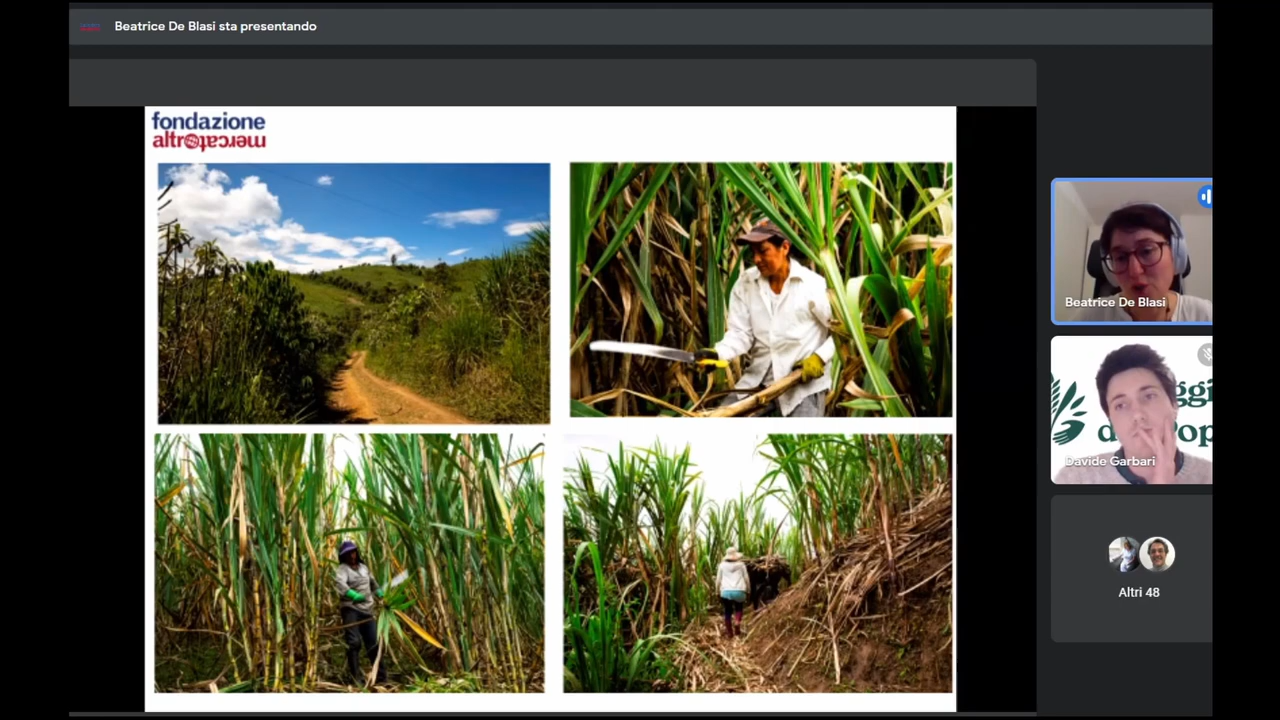 Beatrice De Blasi sta presentando
fondazione
altromercato
Beatrice De Blasi
Davide Garbari
Altri 48